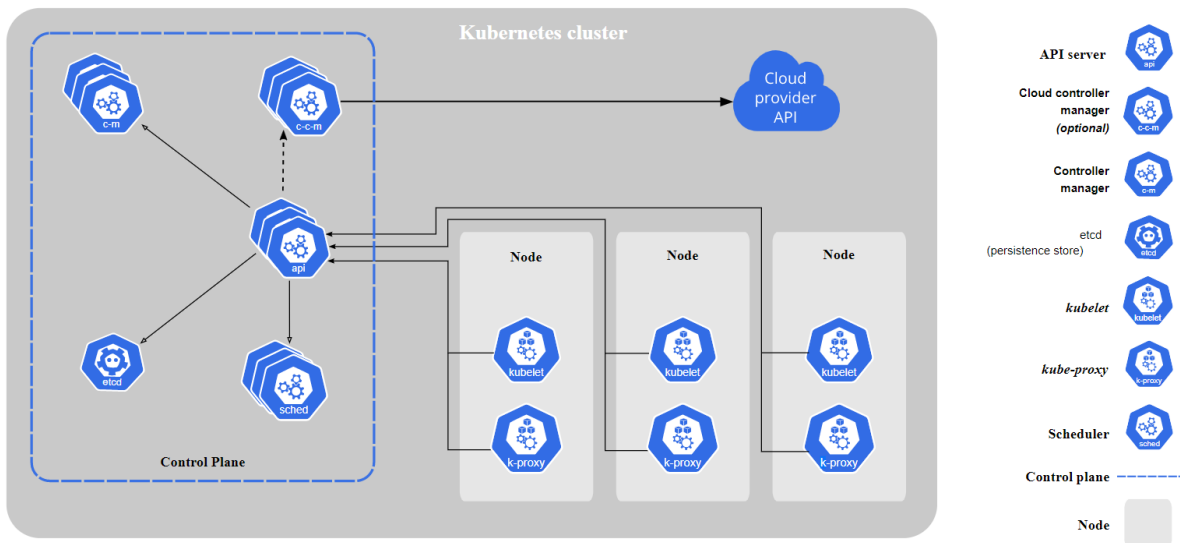 Kubernetes cluster
c-m
c-c-m
Cloud
provider
API
api
etcd
sched
Control Plane
Node
kubelet
k-proxy
Node
kubelet
k-proxy
Node
kubelet
k-proxy
API server
api
Cloud controller
manager
(optional)
c-c-m
Controller
manager
c-m
etcd
(persistence store)
etcd
kubelet
kubelet
kube-proxy
k-proxy
Scheduler
sched
Control plane
Node